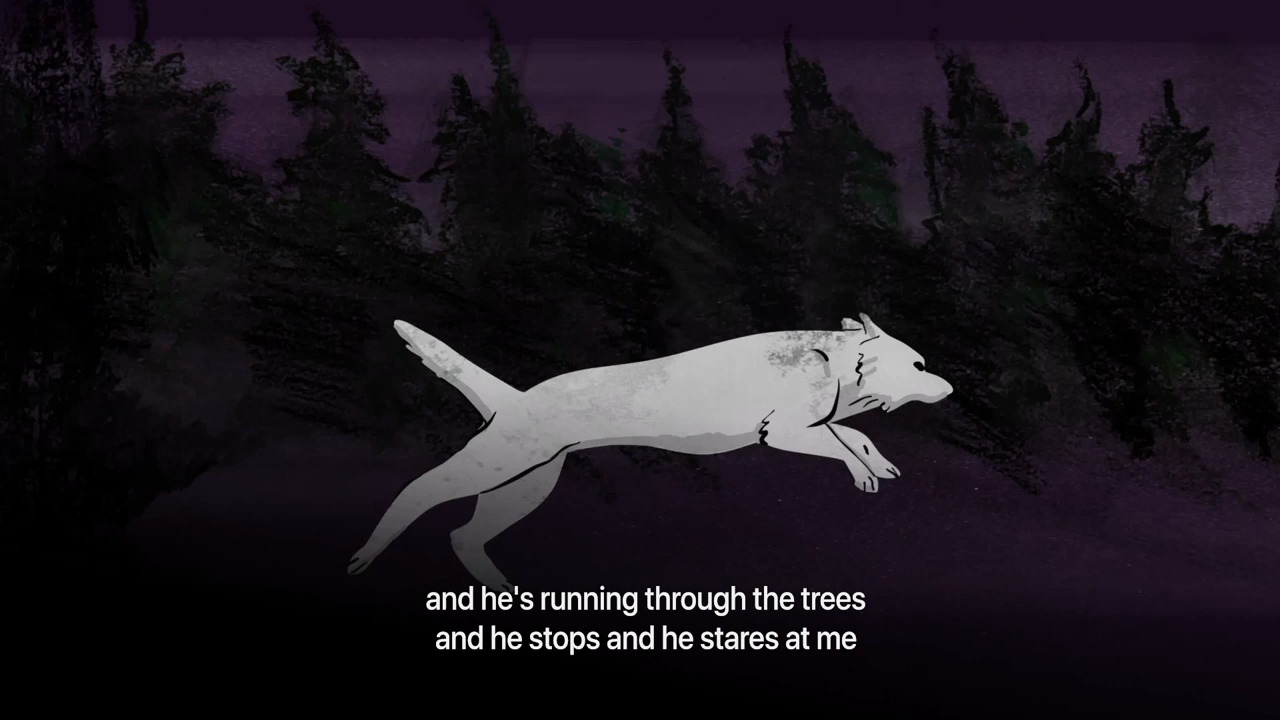 and he's running through the trees
and he stops and he stares at me